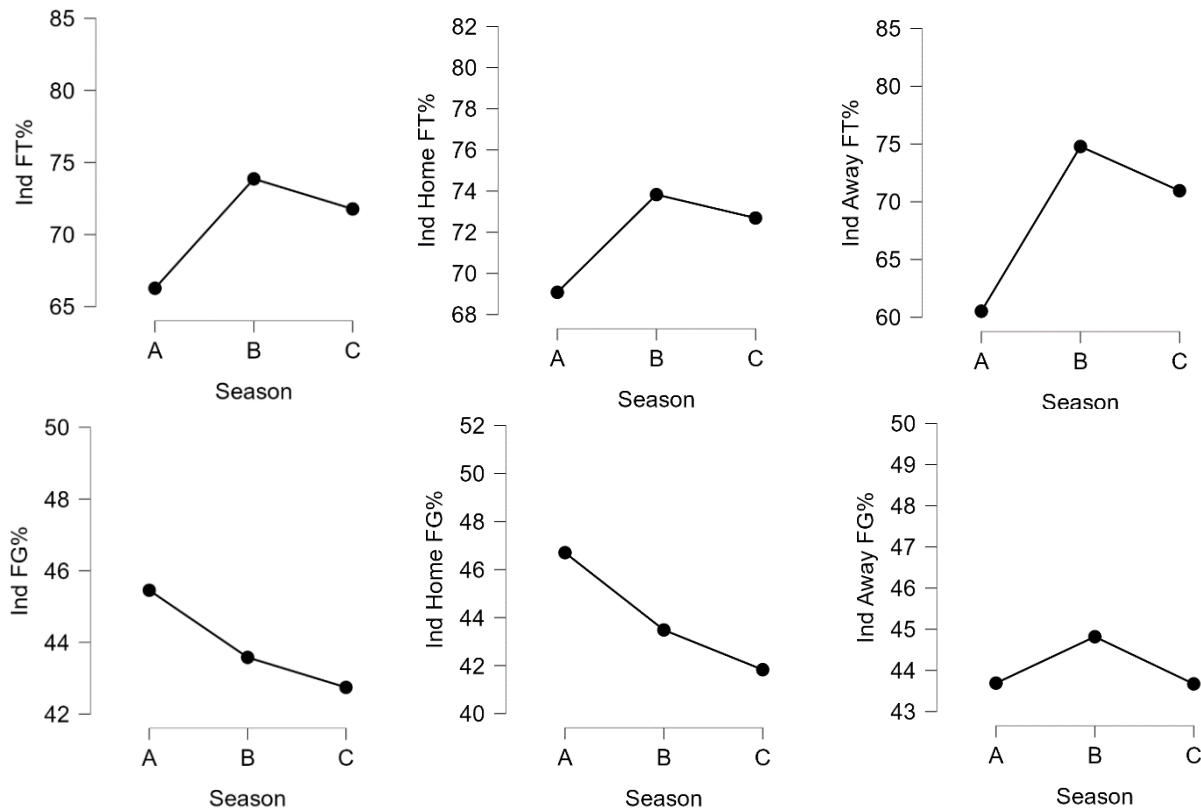 Ind FT%
85
80
75
70
65
A B C
Season
Ind Home FT%
82
80
78
76
74
72
70
68
A B C
Season
Ind Away FT%
85
80
75
70
65
60
A B C
Season
Ind FG%
50
48
46
44
42
A B C
Season
Ind Home FG%
52
50
48
46
44
42
40
A B C
Season
Ind Away FG%
50
49
48
47
46
45
44
43
A B C
Season